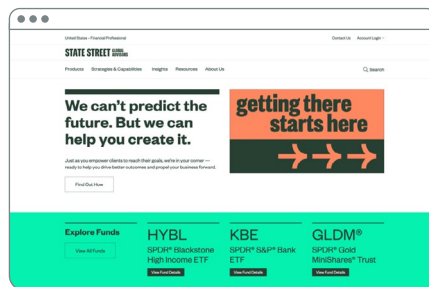 United States - Financial Professional
Contact Us
Account Login
STATE STREET GLOBAL ADVISORS
Products
Strategies & Capabilities
Insights
Resources
About Us
Search
We can't predict the
future. But we can
help you create it.
Just as you empower clients to reach their goals, we're in your corner —
ready to help you drive better outcomes and propel your business forward.
Find Out How
getting there
starts here
Explore Funds
View All Funds
HYBL
SPDR® Blackstone
High Income ETF
View Fund Details
KBE
SPDR® S&P® Bank
ETF
View Fund Details
GLDM®
SPDR® Gold
MiniShares® Trust
View Fund Details